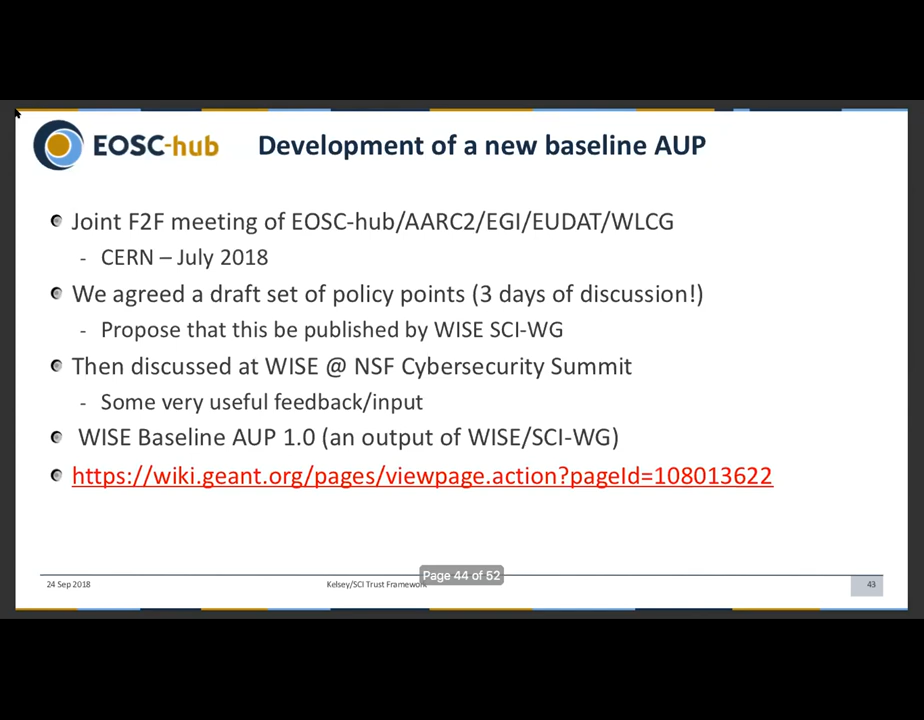 EOSC-hub
Development of a new baseline AUP
Joint F2F meeting of EOSC-hub/AARC2/EGI/EUDAT/WLCG
- CERN – July 2018
We agreed a draft set of policy points (3 days of discussion!)
- Propose that this be published by WISE SCI-WG
Then discussed at WISE @ NSF Cybersecurity Summit
- Some very useful feedback/input
WISE Baseline AUP 1.0 (an output of WISE/SCI-WG)
https://wiki.geant.org/pages/viewpage.action?pageId=108013622
24 Sep 2018
Kelsey/SCI Trust Framework
Page 44 of 52
43